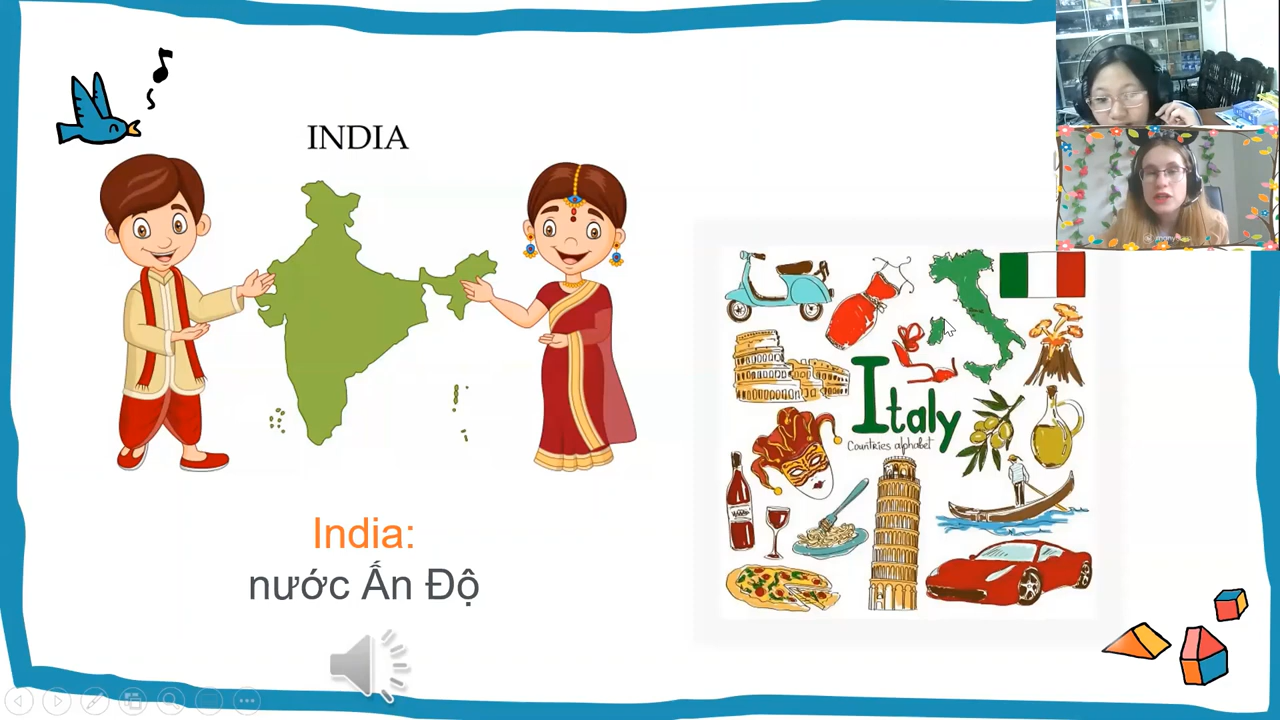 INDIA
India:
nước Ấn Độ
Italy
Countries alphabet